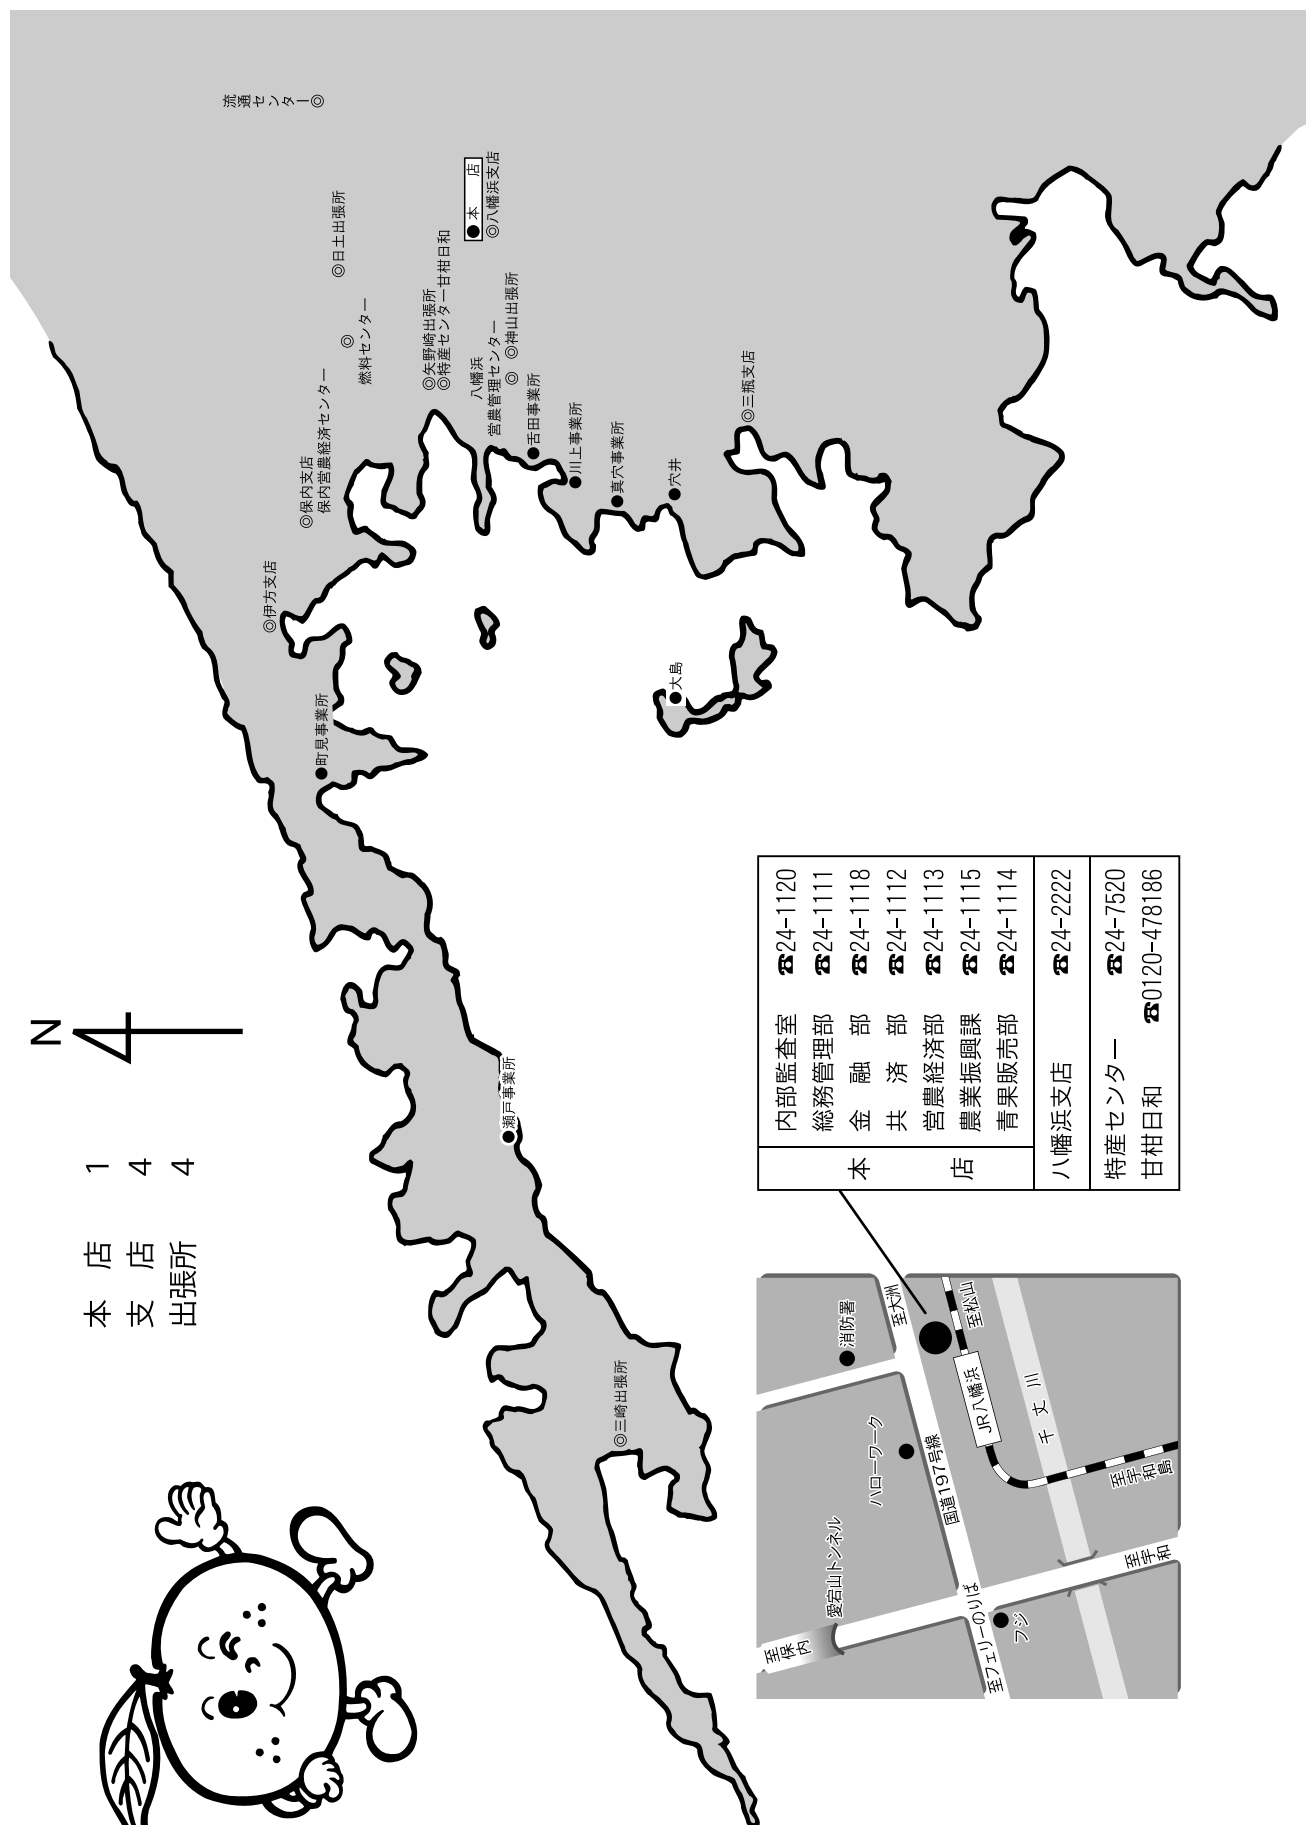 N
本店 1
支店 4
出張所 4
流通センター◎
◎日土出張所
◎
燃料センター
◎保内支店
保内営農経済センター
◎伊方支店
●町見事業所
◎矢野崎出張所
◎特産センター甘柑日和
●本店
◎八幡浜支店
八幡浜
営農管理センター
◎
◎神山出張所
●舌田事業所
●川上事業所
●真穴事業所
●穴井
◎三瓶支店
●大島
●瀬戸事業所
◎三崎出張所
本店
内部監査室 ☎24−1120
総務管理部 ☎24−1111
金融部 ☎24−1118
共済部 ☎24−1112
営農経済部 ☎24−1113
農業振興課 ☎24−1115
青果販売部 ☎24−1114
八幡浜支店 ☎24−2222
特産センター ☎24−7520
甘柑日和 ☎0120−478186
至保内
愛宕山トンネル
ハローワーク
消防署
至大洲
至松山
JR八幡浜
国道197号線
千丈川
至フェリーのりば
フジ
至宇和
至宇和島